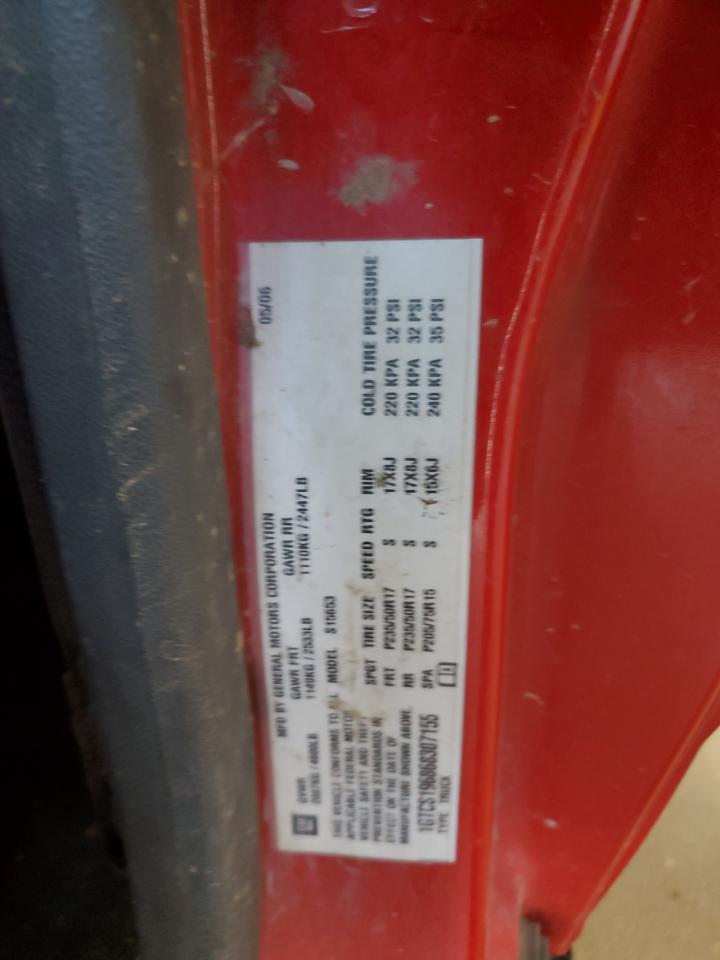 MFD BY GENERAL MOTORS CORPORATION 05/06
GM GVWR GAWR FRT GAWR RR
2087KG / 4600LB 1149KG / 2533LB 1110KG / 2447LB
THIS VEHICLE CONFORMS TO ALL MODEL S15653
APPLICABLE FEDERAL MOTOR
VEHICLE SAFETY AND THEFT
PREVENTION STANDARDS IN
EFFECT ON THE DATE OF
MANUFACTURE SHOWN ABOVE.
1GTCS196868307155
TYPE: TRUCK
SPGT TIRE SIZE SPEED RTG RIM COLD TIRE PRESSURE
FRT P235/50R17 S 17X8J 220 KPA 32 PSI
RR P235/50R17 S 17X8J 220 KPA 32 PSI
SPA P205/75R15 S 15X6J 240 KPA 35 PSI